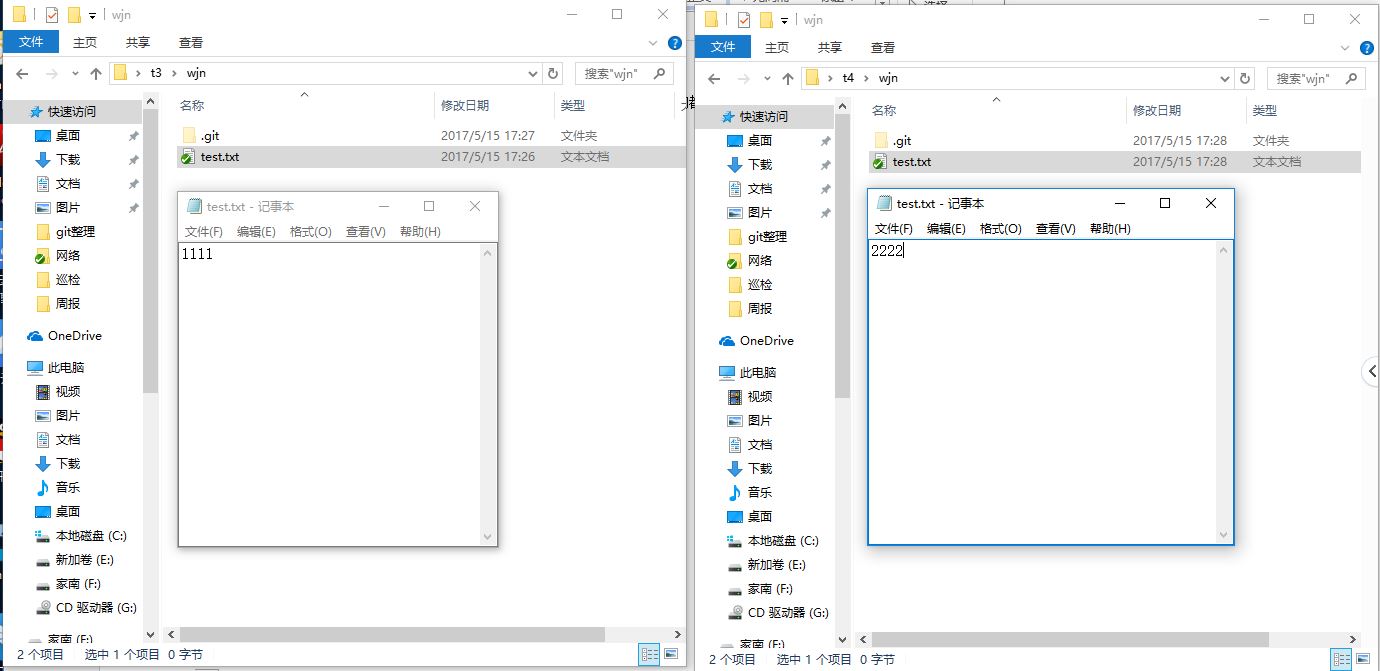 wjn
文件 主页 共享 查看
t3 wjn 搜索"wjn"
名称 修改日期 类型
快速访问
桌面
下载
文档
图片
git整理
网络
巡检
周报
OneDrive
此电脑
视频
图片
文档
下载
音乐
桌面
本地磁盘 (C:)
新加卷 (E:)
家南 (F:)
CD 驱动器 (G:)
家南 (F:)
.git 2017/5/15 17:27 文件夹
test.txt 2017/5/15 17:26 文本文档
test.txt - 记事本
文件(F) 编辑(E) 格式(O) 查看(V) 帮助(H)
1111
2 个项目 选中 1 个项目 0 字节
选择
wjn
文件 主页 共享 查看
t4 wjn 搜索"wjn"
名称 修改日期 类型
快速访问
桌面
下载
文档
图片
git整理
网络
巡检
周报
OneDrive
此电脑
视频
图片
文档
下载
音乐
桌面
本地磁盘 (C:)
新加卷 (E:)
家南 (F:)
CD 驱动器 (G:)
家南 (F:)
.git 2017/5/15 17:28 文件夹
test.txt 2017/5/15 17:28 文本文档
test.txt - 记事本
文件(F) 编辑(E) 格式(O) 查看(V) 帮助(H)
2222
2 个项目 选中 1 个项目 0 字节